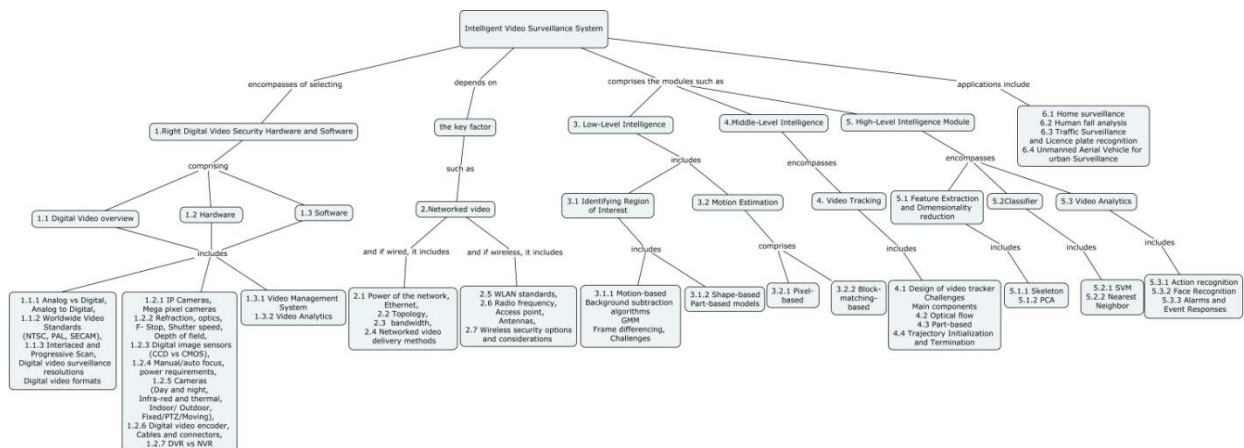 Intelligent Video Surveillance System
encompasses of selecting
depends on
comprises the modules such as
applications include
1.Right Digital Video Security Hardware and Software
the key factor
3. Low-Level Intelligence
4.Middle-Level Intelligence
5. High-Level Intelligence Module
6.1 Home surveillance
6.2 Human fall analysis
6.3 Traffic Surveillance
and Licence plate recognition
6.4 Unmanned Aerial Vehicle for
urban Surveillance
comprising
such as
includes
encompasses
encompasses
1.1 Digital Video overview
1.2 Hardware
1.3 Software
2.Networked video
3.1 Identifying Region
of Interest
3.2 Motion Estimation
4. Video Tracking
5.1 Feature Extraction
and Dimensionality
reduction
5.2Classifier
5.3 Video Analytics
includes
and if wired, it includes
and if wireless, it includes
includes
comprises
includes
includes
includes
includes
1.1.1 Analog vs Digital,
Analog to Digital,
1.1.2 Worldwide Video
Standards
(NTSC, PAL, SECAM),
1.1.3 Interlaced and
Progressive Scan,
Digital video surveillance
resolutions
Digital video formats
1.2.1 IP Cameras,
Mega pixel cameras
1.2.2 Refraction, optics,
F- Stop, Shutter speed,
Depth of field,
1.2.3 Digital image sensors
(CCD vs CMOS),
1.2.4 Manual/auto focus,
power requirements,
1.2.5 Cameras
(Day and night,
Infra-red and thermal,
Indoor/ Outdoor,
Fixed/PTZ/Moving),
1.2.6 Digital video encoder,
Cables and connectors,
1.2.7 DVR vs NVR
1.3.1 Video Management
System
1.3.2 Video Analytics
2.1 Power of the network,
Ethernet,
2.2 Topology,
2.3 bandwidth,
2.4 Networked video
delivery methods
2.5 WLAN standards,
2.6 Radio frequency,
Access point,
Antennas,
2.7 Wireless security options
and considerations
3.1.1 Motion-based
Background subtraction
algorithms
GMM
Frame differencing,
Challenges
3.1.2 Shape-based
Part-based models
3.2.1 Pixel-
based
3.2.2 Block-
matching-
based
4.1 Design of video tracker
Challenges
Main components
4.2 Optical flow
4.3 Part-based
4.4 Trajectory Initialization
and Termination
5.1.1 Skeleton
5.1.2 PCA
5.2.1 SVM
5.2.2 Nearest
Neighbor
5.3.1 Action recognition
5.3.2 Face Recognition
5.3.3 Alarms and
Event Responses